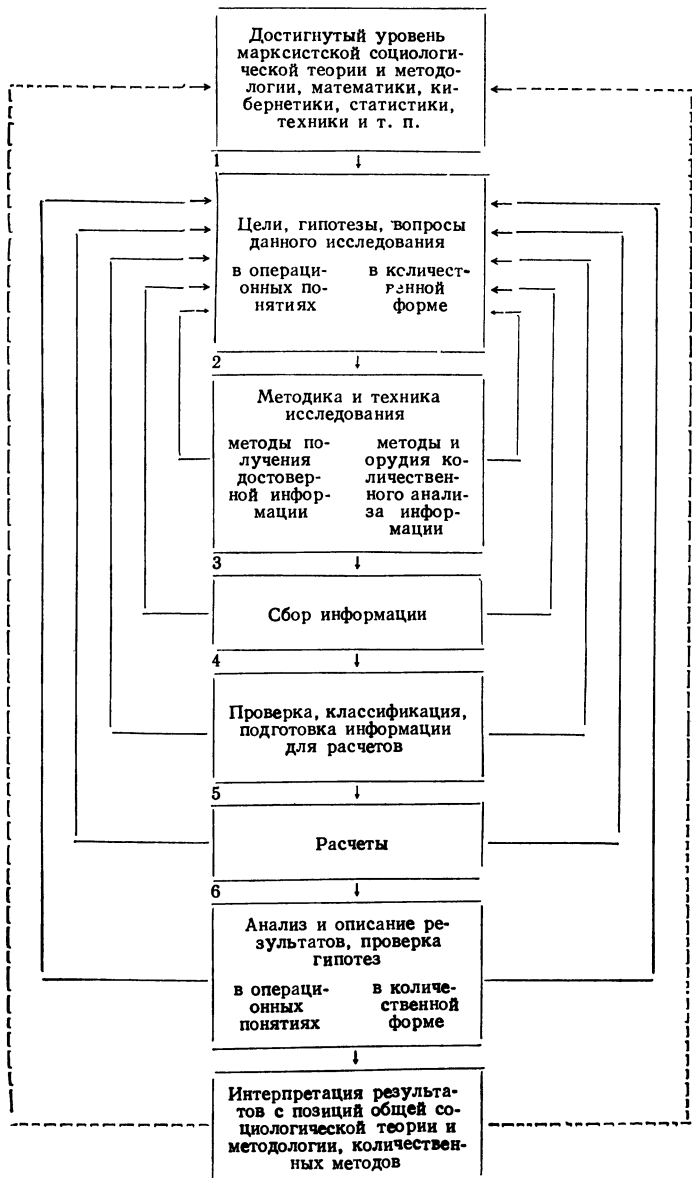 Достигнутый уровень
марксистской социологи-
ческой теории и методо-
логии, математики, ки-
бернетики, статистики,
техники и т. п.
1
Цели, гипотезы, вопросы
данного исследования
в операци-
онных по-
нятиях
в количест-
венной
форме
2
Методика и техника
исследования
методы по-
лучения
достовер-
ной инфор-
мации
методы и
орудия ко-
личествен-
ного анали-
за инфор-
мации
3
Сбор информации
4
Проверка, классификация,
подготовка информации
для расчетов
5
Расчеты
6
Анализ и описание ре-
зультатов, проверка
гипотез
в операци-
онных
понятиях
в количе-
ственной
форме
Интерпретация результа-
тов с позиций общей со-
циологической теории и
методологии, количествен-
ных методов